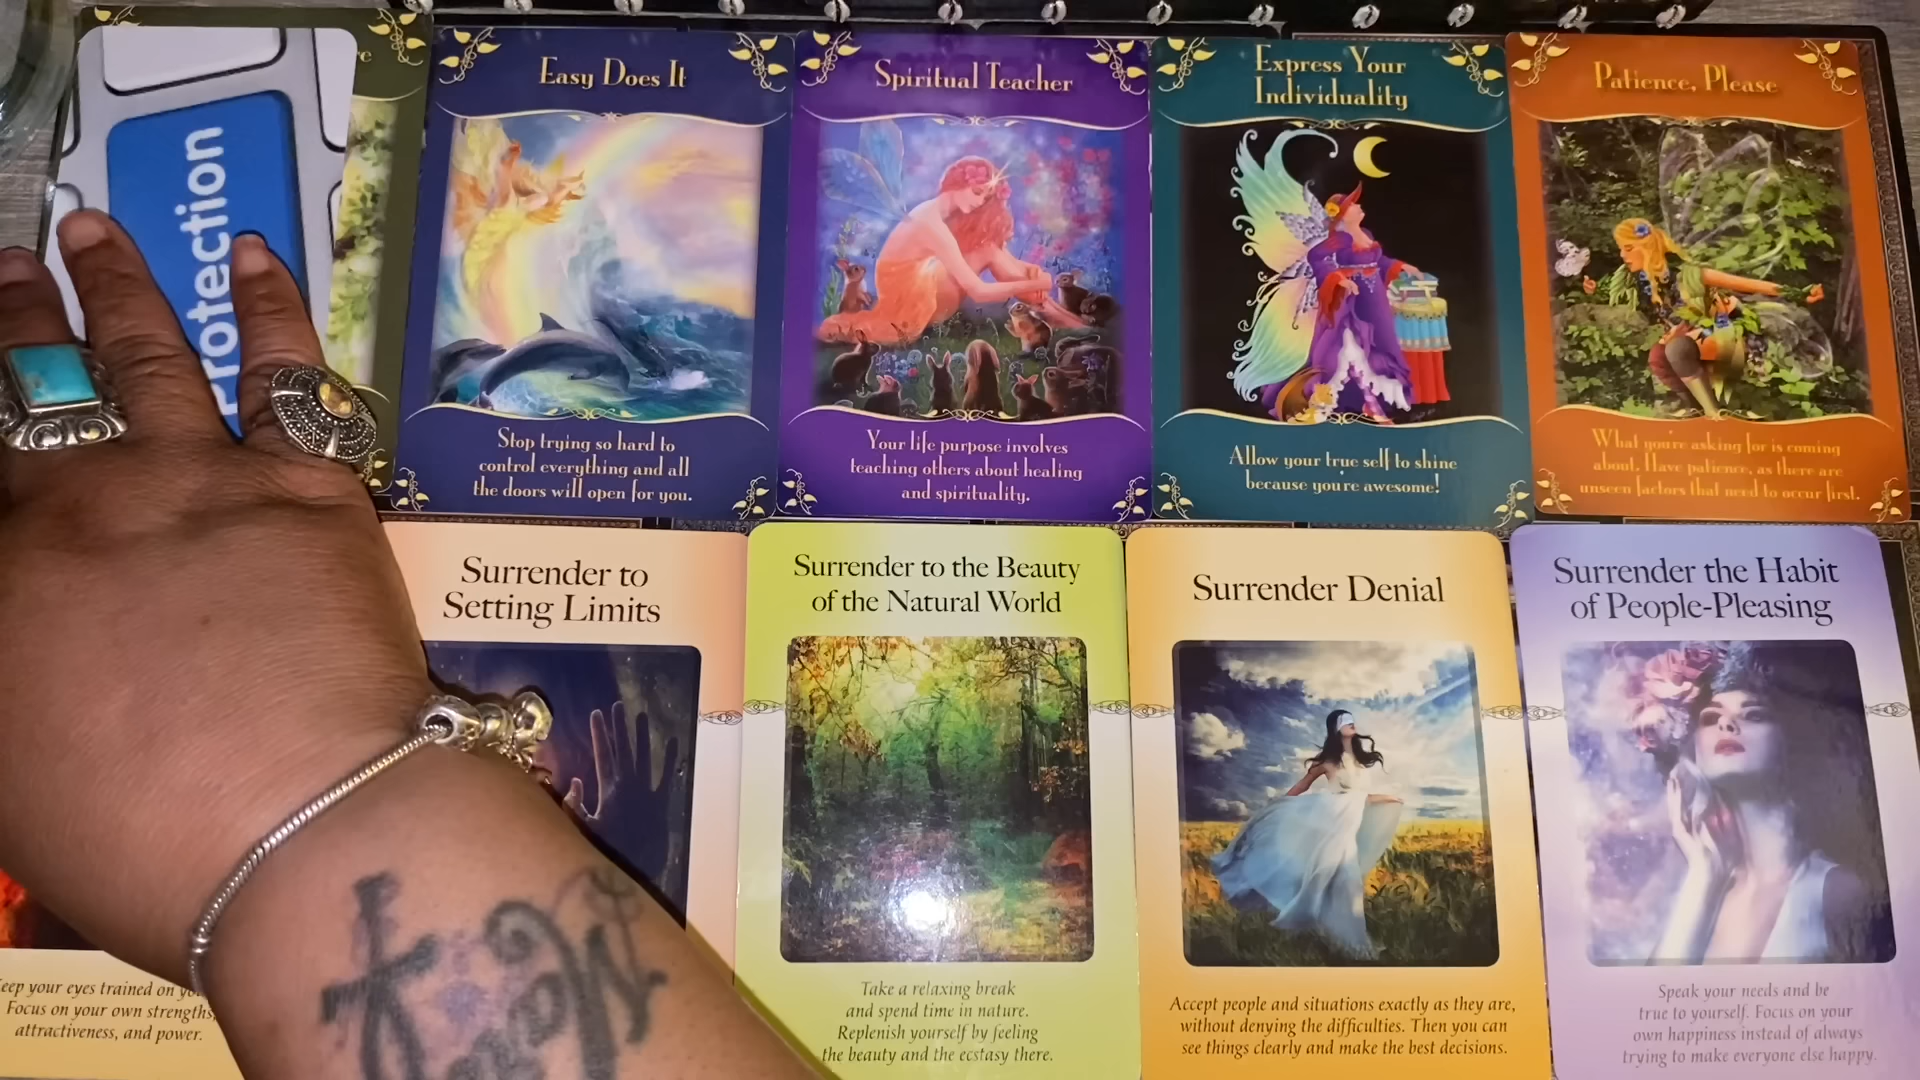 Protection
Easy Does It
Stop trying so hard to
control everything and all
the doors will open for you.
Spiritual Teacher
Your life purpose involves
teaching others about healing
and spirituality.
Express Your
Individuality
Allow your true self to shine
because you're awesome!
Patience, Please
What you're asking for is coming
about. Have patience, as there are
unseen factors that need to occur first.
eep your eyes trained on
Focus on your own strengths,
attractiveness, and power.
Surrender to
Setting Limits
Surrender to the Beauty
of the Natural World
Take a relaxing break
and spend time in nature.
Replenish yourself by feeling
the beauty and the ecstasy there.
Surrender Denial
Accept people and situations exactly as they are,
without denying the difficulties. Then you can
see things clearly and make the best decisions.
Surrender the Habit
of People-Pleasing
Speak your needs and be
true to yourself. Focus on your
own happiness instead of always
trying to make everyone else happy.